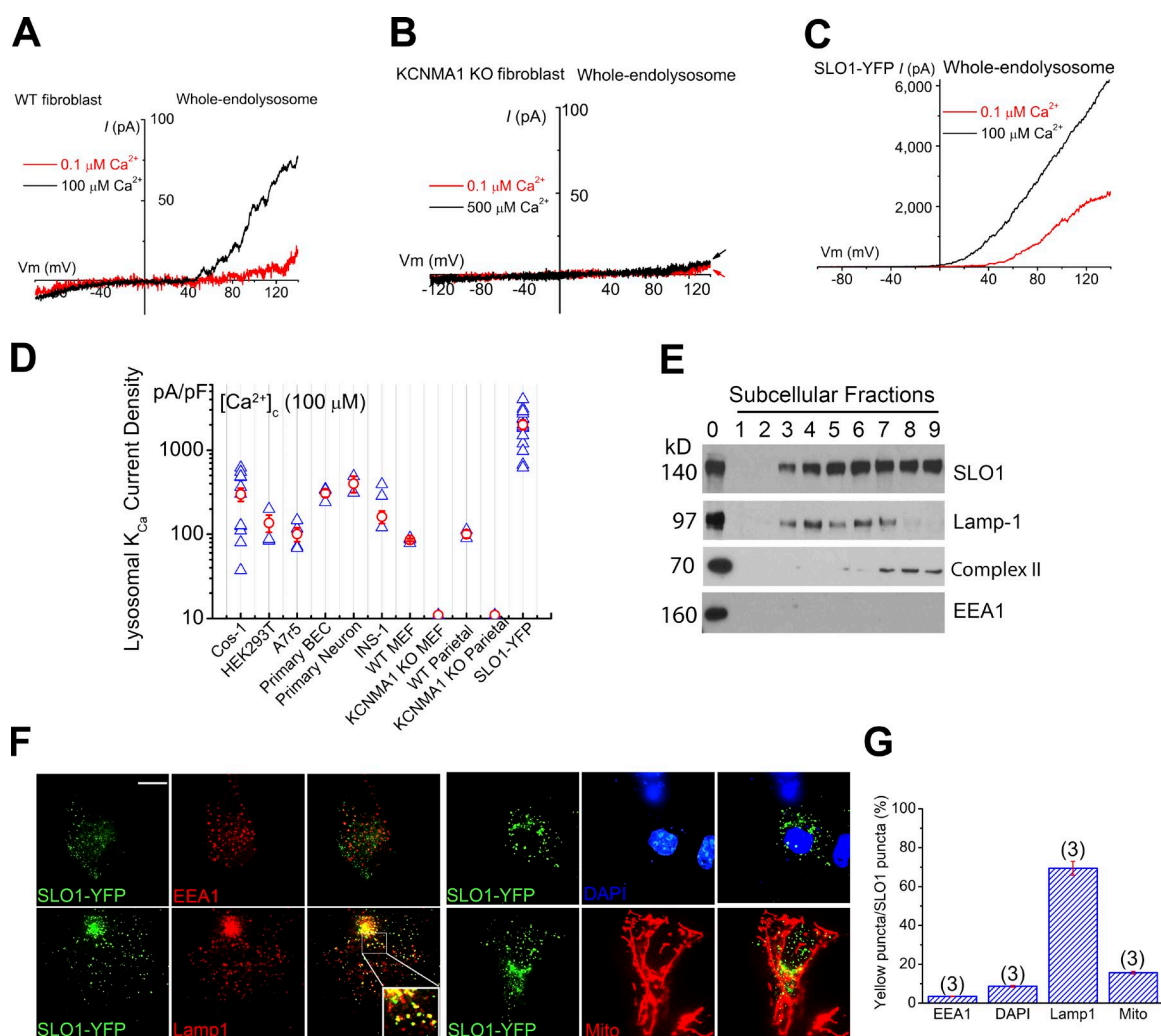 A
WT fibroblast
Whole-endolysosome
I (pA)
100
50
0.1 μM Ca2+
100 μM Ca2+
Vm (mV)
-40
0
40
80
120
B
KCNMA1 KO fibroblast
Whole-endolysosome
I (pA)
100
50
0.1 μM Ca2+
500 μM Ca2+
Vm (mV)
-120
-80
-40
0
40
80
120
C
SLO1-YFP I (pA) Whole-endolysosome
6,000
4,000
2,000
0.1 μM Ca2+
100 μM Ca2+
Vm (mV)
-80
-40
0
40
80
120
D
Lysosomal KCa Current Density
pA/pF
[Ca2+]c (100 μM)
1000
100
10
Cos-1
HEK293T
A7r5
Primary BEC
Primary Neuron
INS-1
WT MEF
KCNMA1 KO MEF
WT Parietal
KCNMA1 KO Parietal
SLO1-YFP
E
Subcellular Fractions
kD
0 1 2 3 4 5 6 7 8 9
140 SLO1
97 Lamp-1
70 Complex II
160 EEA1
F
SLO1-YFP
EEA1
SLO1-YFP
DAPI
SLO1-YFP
Lamp1
SLO1-YFP
Mito
G
Yellow puncta/SLO1 puncta (%)
100
80
60
40
20
0
(3)
(3)
(3)
(3)
EEA1
DAPI
Lamp1
Mito